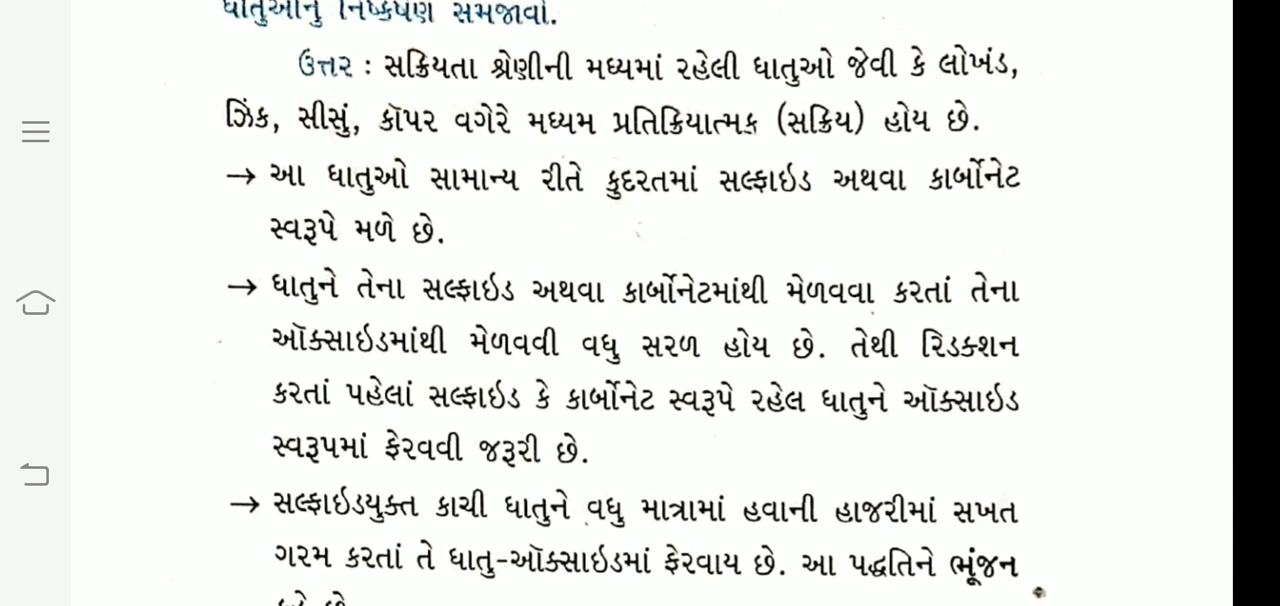 ધાતુઓનું નિષ્કર્ષણ સમજાવો.
ઉત્તર : સક્રિયતા શ્રેણીની મધ્યમાં રહેલી ધાતુઓ જેવી કે લોખંડ,
ઝિંક, સીસું, કૉપર વગેરે મધ્યમ પ્રતિક્રિયાત્મક (સક્રિય) હોય છે.
→ આ ધાતુઓ સામાન્ય રીતે કુદરતમાં સલ્ફાઇડ અથવા કાર્બોનેટ
સ્વરૂપે મળે છે.
→ ધાતુને તેના સલ્ફાઇડ અથવા કાર્બોનેટમાંથી મેળવવા કરતાં તેના
ઑક્સાઇડમાંથી મેળવવી વધુ સરળ હોય છે. તેથી રિડક્શન
કરતાં પહેલાં સલ્ફાઇડ કે કાર્બોનેટ સ્વરૂપે રહેલ ધાતુને ઑક્સાઇડ
સ્વરૂપમાં ફેરવવી જરૂરી છે.
→ સલ્ફાઇડયુક્ત કાચી ધાતુને વધુ માત્રામાં હવાની હાજરીમાં સખત
ગરમ કરતાં તે ધાતુ-ઑક્સાઇડમાં ફેરવાય છે. આ પદ્ધતિને ભૂંજન